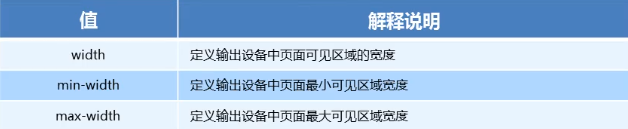 值 解释说明
width 定义输出设备中页面可见区域的宽度
min-width 定义输出设备中页面最小可见区域宽度
max-width 定义输出设备中页面最大可见区域宽度